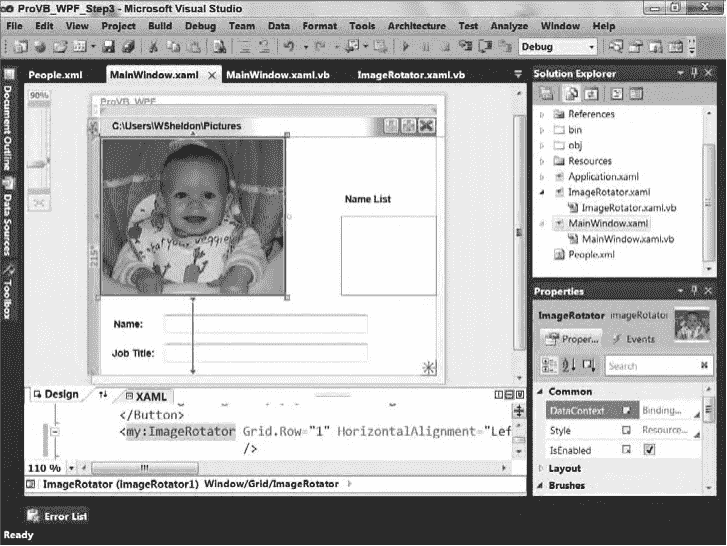 ProVB_WPF_Step3 - Microsoft Visual Studio
File Edit View Project Build Debug Team Data Format Tools Architecture Test Analyze Window Help
Debug
Document Outline
Data Sources
Toolbox
People.xml MainWindow.xaml MainWindow.xaml.vb ImageRotator.xaml.vb
90%
ProVB_WPF
C:\Users\WSheldon\Pictures
215*
Name List
Name:
Job Title:
Design XAML
</Button>
<my:ImageRotator Grid.Row="1" HorizontalAlignment="Lef
/>
110 %
ImageRotator (imageRotator1) Window/Grid/ImageRotator
Error List
Ready
Solution Explorer
References
bin
obj
Resources
Application.xaml
ImageRotator.xaml
ImageRotator.xaml.vb
MainWindow.xaml
MainWindow.xaml.vb
People.xml
Properties
ImageRotator imageRotator
Proper... Events
Search
Common
DataContext Binding...
Style Resource...
IsEnabled
Layout
Brushes